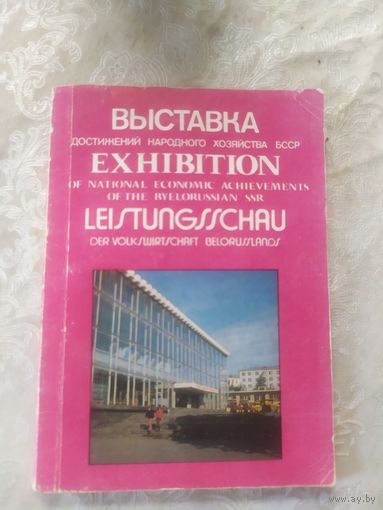 ВЫСТАВКА
ДОСТИЖЕНИЙ НАРОДНОГО ХОЗЯЙСТВА БССР
EXHIBITION
OF NATIONAL ECONOMIC ACHIEVEMENTS
OF THE BYELORUSSIAN SSR
LEISTUNGSSCHAU
DER VOLKSWIRTSCHAFT BELORUSSLANDS
www.ay.by